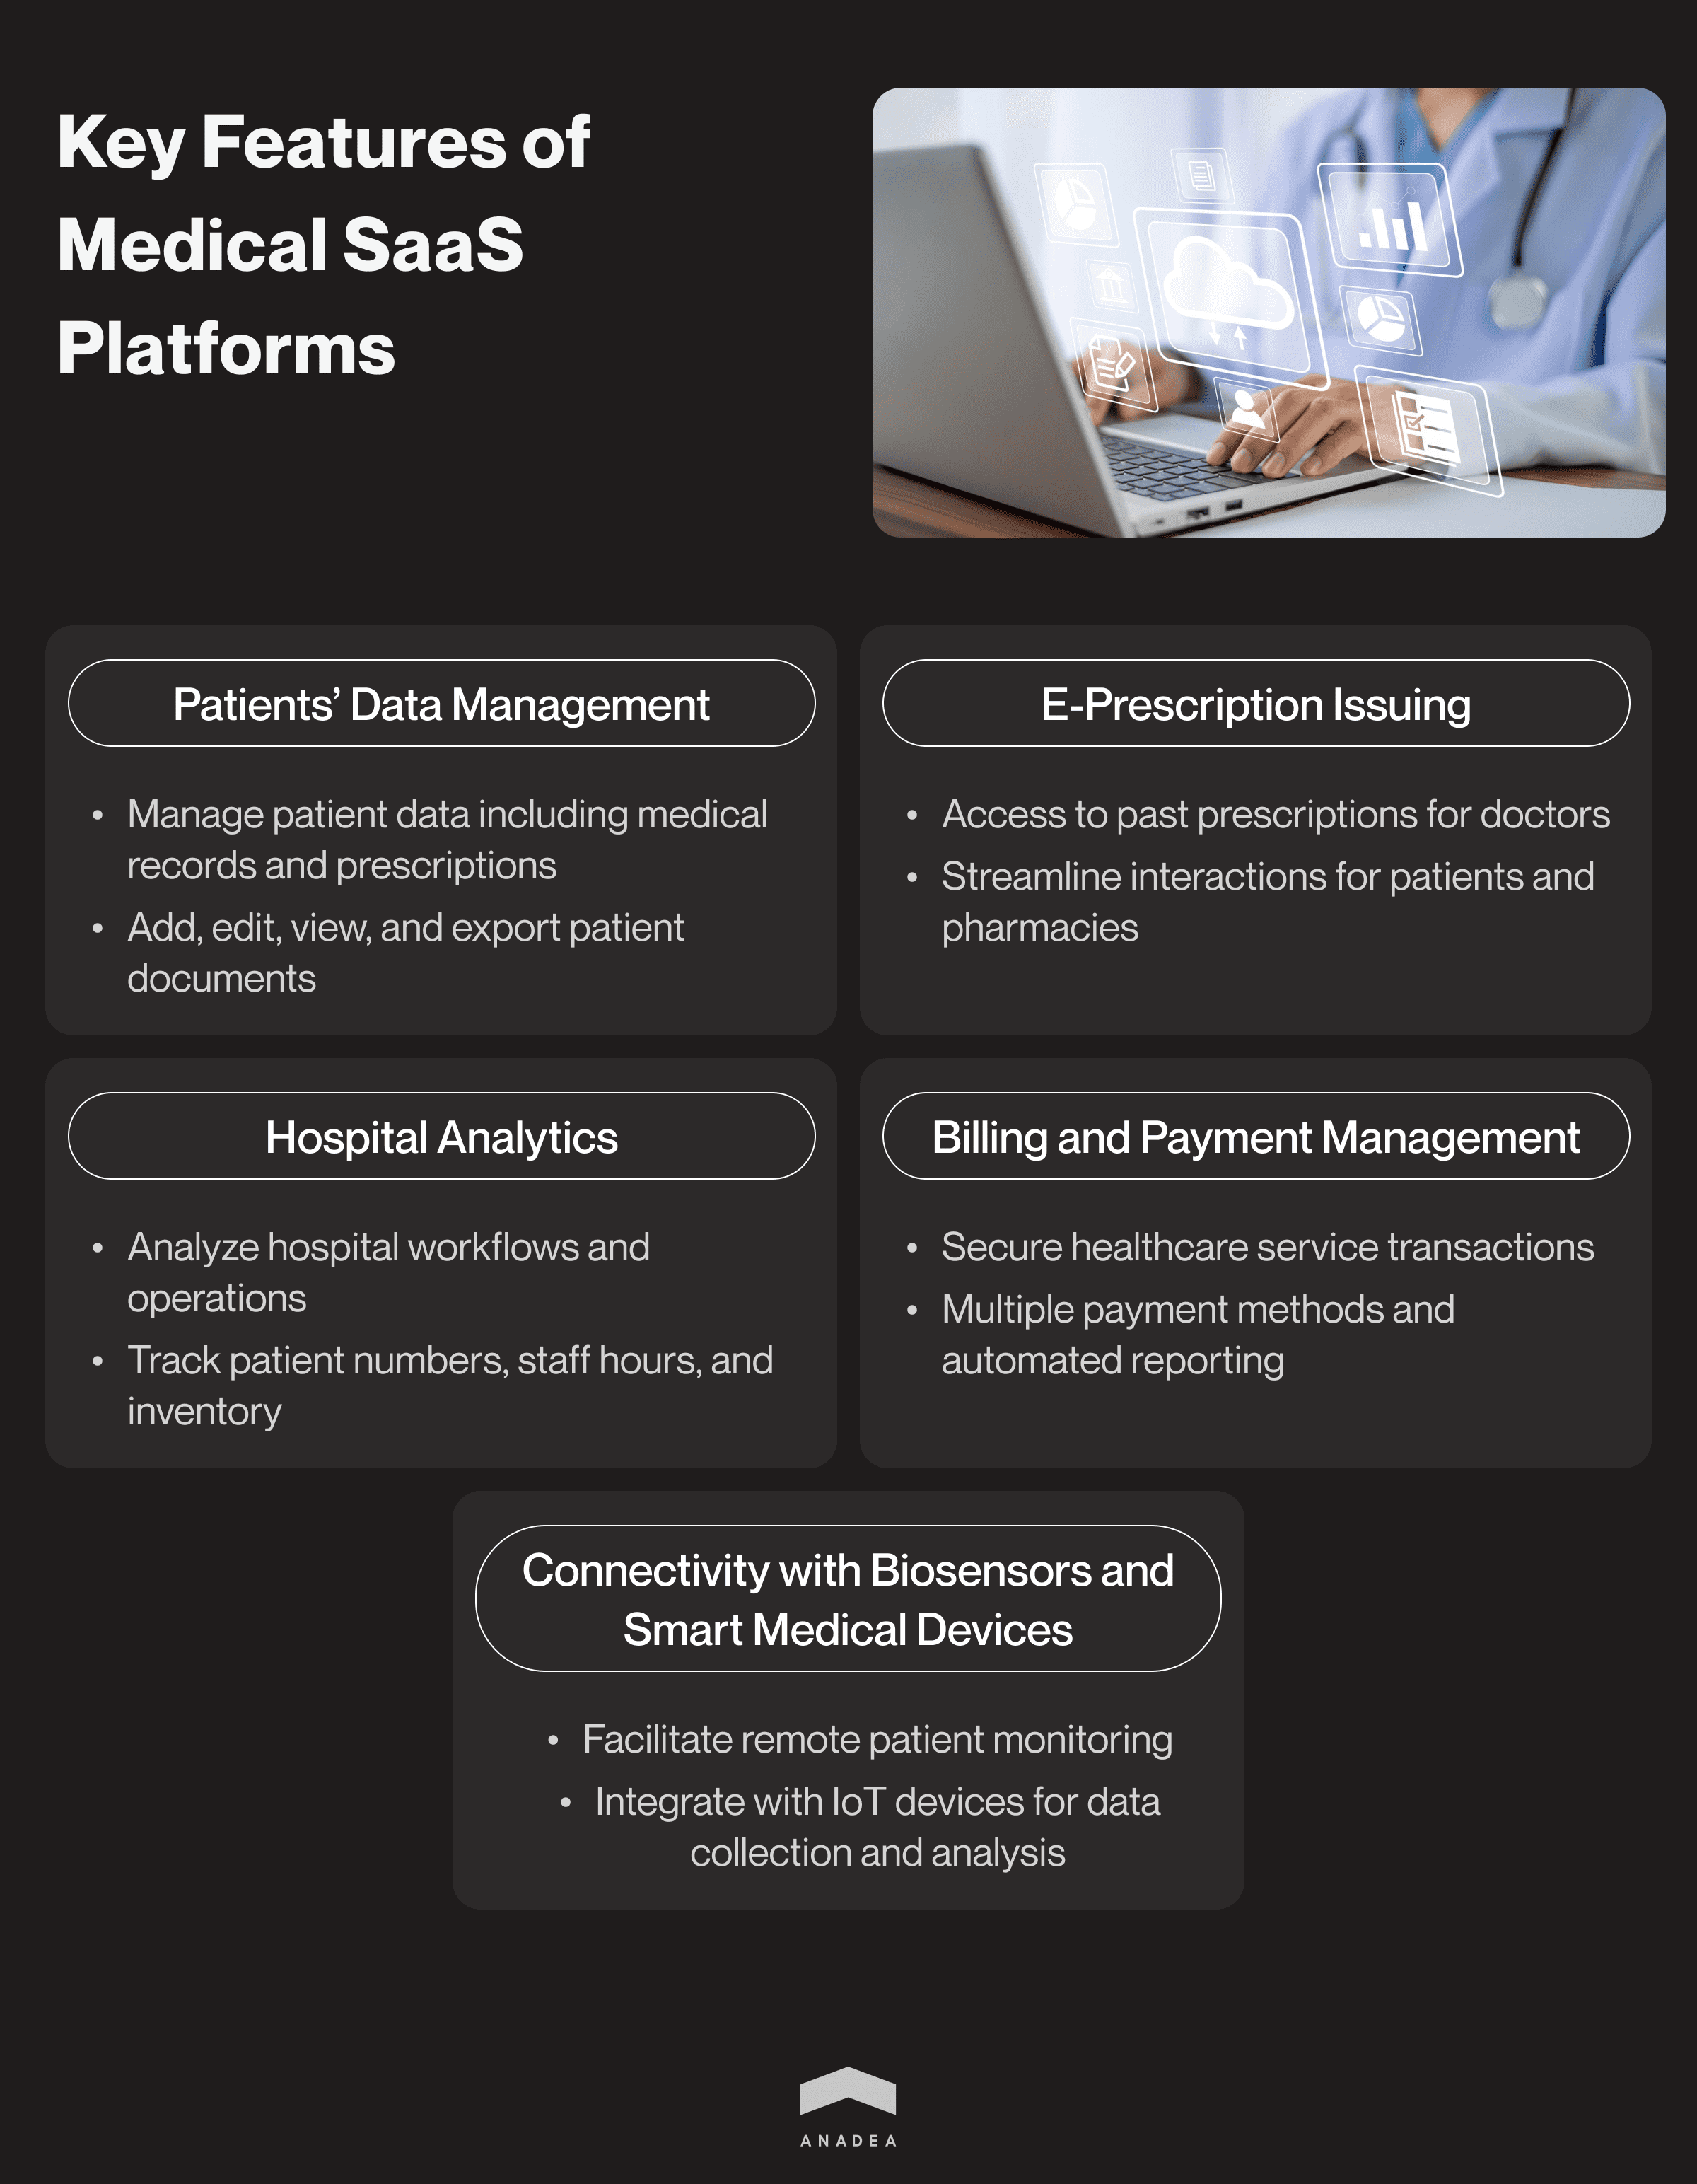 Key Features of
Medical SaaS
Platforms
Patients’ Data Management
• Manage patient data including medical
records and prescriptions
• Add, edit, view, and export patient
documents
E-Prescription Issuing
• Access to past prescriptions for doctors
• Streamline interactions for patients and
pharmacies
Hospital Analytics
• Analyze hospital workflows and
operations
• Track patient numbers, staff hours, and
inventory
Billing and Payment Management
• Secure healthcare service transactions
• Multiple payment methods and
automated reporting
Connectivity with Biosensors and
Smart Medical Devices
• Facilitate remote patient monitoring
• Integrate with IoT devices for data
collection and analysis
ANADEA